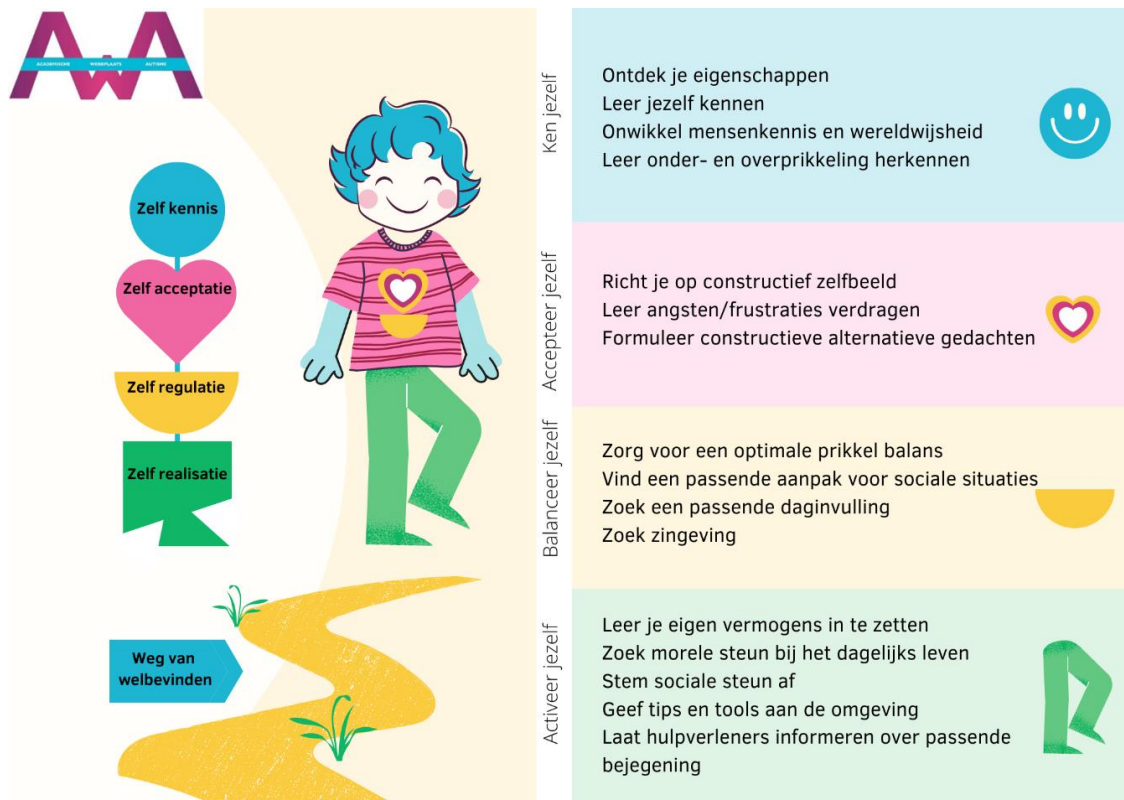 AWA
ACADEMISCHE WERKPLAATS AUTISME
Zelf kennis
Zelf acceptatie
Zelf regulatie
Zelf realisatie
Weg van
welbevinden
Ken jezelf
Ontdek je eigenschappen
Leer jezelf kennen
Onwikkel mensenkennis en wereldwijsheid
Leer onder- en overprikkeling herkennen
Accepteer jezelf
Richt je op constructief zelfbeeld
Leer angsten/frustraties verdragen
Formuleer constructieve alternatieve gedachten
Balanceer jezelf
Zorg voor een optimale prikkel balans
Vind een passende aanpak voor sociale situaties
Zoek een passende daginvulling
Zoek zingeving
Activeer jezelf
Leer je eigen vermogens in te zetten
Zoek morele steun bij het dagelijks leven
Stem sociale steun af
Geef tips en tools aan de omgeving
Laat hulpverleners informeren over passende
bejegening